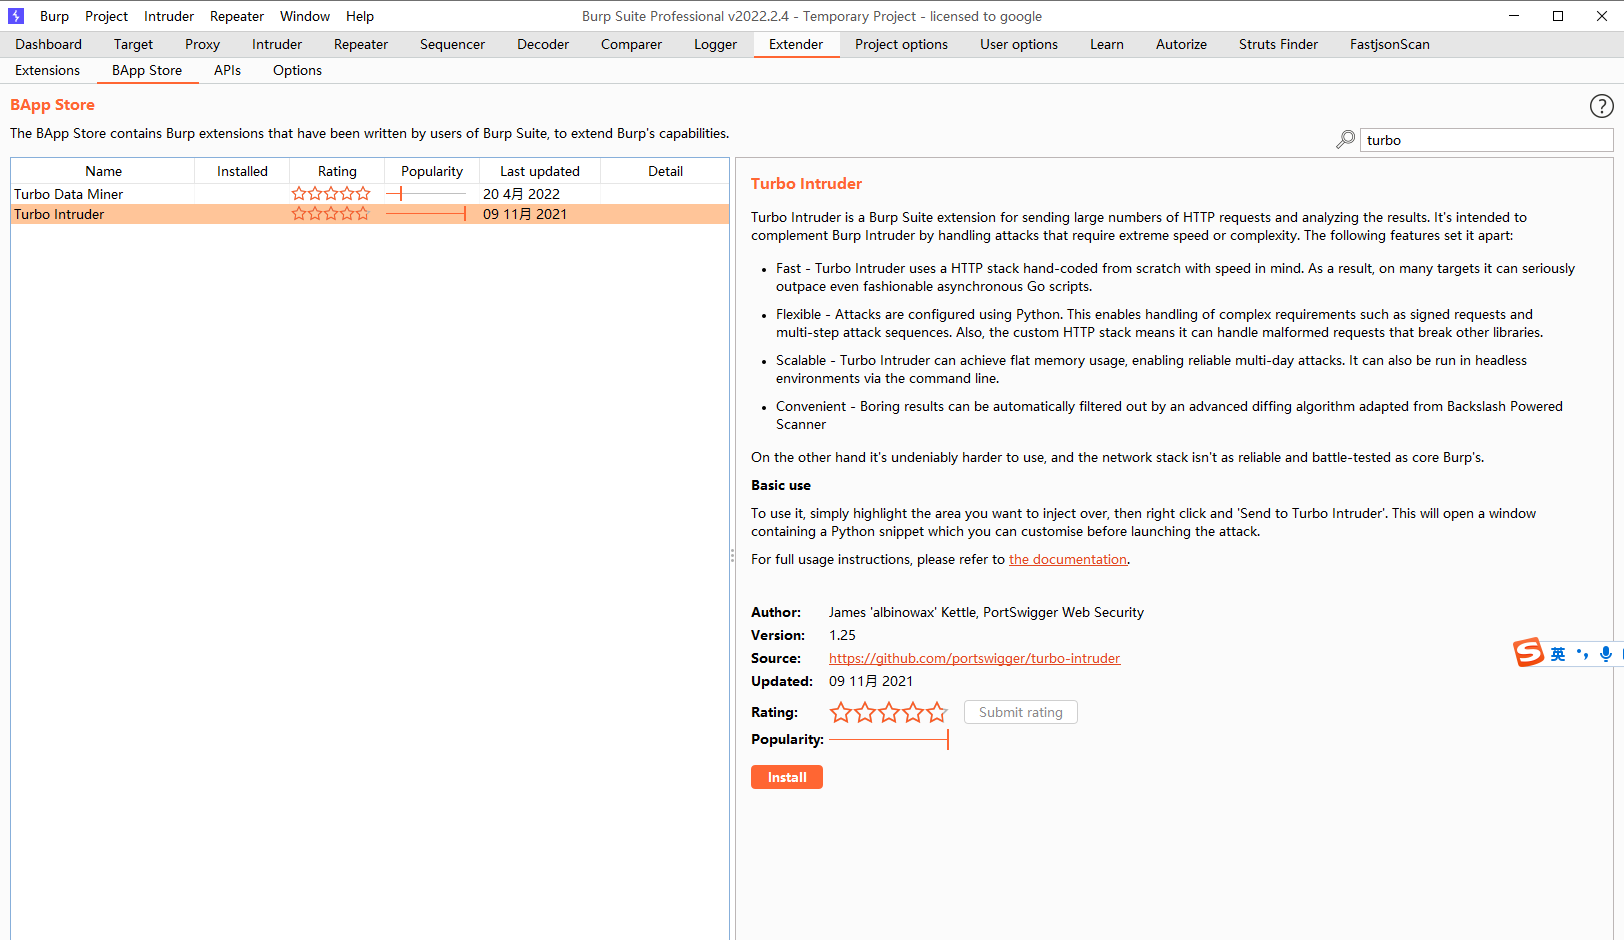 Burp Project Intruder Repeater Window Help Burp Suite Professional v2022.2.4 - Temporary Project - licensed to google
Dashboard Target Proxy Intruder Repeater Sequencer Decoder Comparer Logger Extender Project options User options Learn Autorize Struts Finder FastjsonScan
Extensions BApp Store APIs Options
BApp Store
The BApp Store contains Burp extensions that have been written by users of Burp Suite, to extend Burp's capabilities.
turbo
Name Installed Rating Popularity Last updated Detail
Turbo Data Miner 20 4月 2022
Turbo Intruder 09 11月 2021
Turbo Intruder
Turbo Intruder is a Burp Suite extension for sending large numbers of HTTP requests and analyzing the results. It's intended to
complement Burp Intruder by handling attacks that require extreme speed or complexity. The following features set it apart:
• Fast - Turbo Intruder uses a HTTP stack hand-coded from scratch with speed in mind. As a result, on many targets it can seriously
outpace even fashionable asynchronous Go scripts.
• Flexible - Attacks are configured using Python. This enables handling of complex requirements such as signed requests and
multi-step attack sequences. Also, the custom HTTP stack means it can handle malformed requests that break other libraries.
• Scalable - Turbo Intruder can achieve flat memory usage, enabling reliable multi-day attacks. It can also be run in headless
environments via the command line.
• Convenient - Boring results can be automatically filtered out by an advanced diffing algorithm adapted from Backslash Powered
Scanner
On the other hand it's undeniably harder to use, and the network stack isn't as reliable and battle-tested as core Burp's.
Basic use
To use it, simply highlight the area you want to inject over, then right click and 'Send to Turbo Intruder'. This will open a window
containing a Python snippet which you can customise before launching the attack.
For full usage instructions, please refer to the documentation.
Author: James 'albinowax' Kettle, PortSwigger Web Security
Version: 1.25
Source: https://github.com/portswigger/turbo-intruder
Updated: 09 11月 2021
Rating: Submit rating
Popularity:
Install
S 英